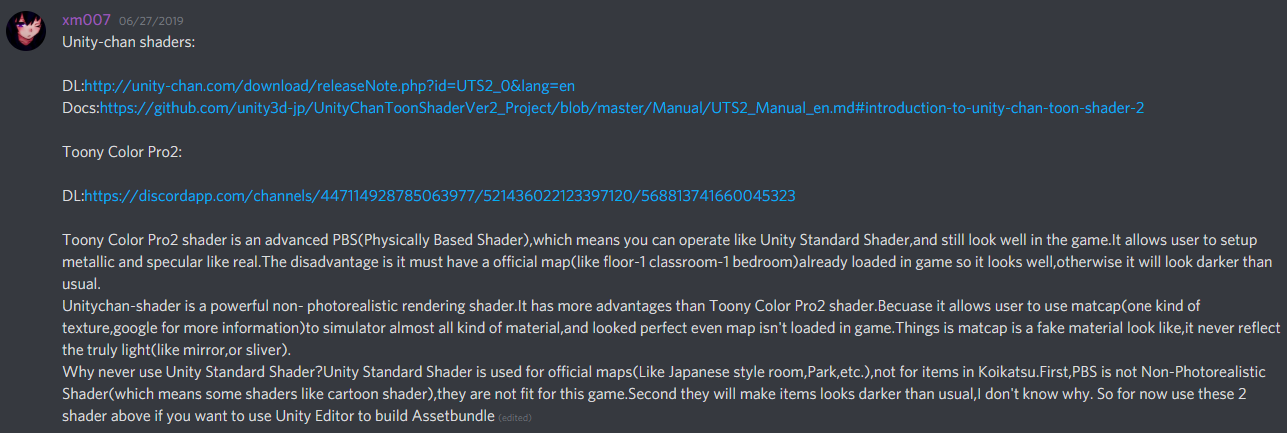 xm007 06/27/2019
Unity-chan shaders:
DL:http://unity-chan.com/download/releaseNote.php?id=UTS2_0&lang=en
Docs:https://github.com/unity3d-jp/UnityChanToonShaderVer2_Project/blob/master/Manual/UTS2_Manual_en.md#introduction-to-unity-chan-toon-shader-2
Toony Color Pro2:
DL:https://discordapp.com/channels/447114928785063977/521436022123397120/568813741660045323
Toony Color Pro2 shader is an advanced PBS(Physically Based Shader),which means you can operate like Unity Standard Shader,and still look well in the game.It allows user to setup
metallic and specular like real.The disadvantage is it must have a official map(like floor-1 classroom-1 bedroom)already loaded in game so it looks well,otherwise it will look darker than
usual.
Unitychan-shader is a powerful non- photorealistic rendering shader.It has more advantages than Toony Color Pro2 shader.Becuase it allows user to use matcap(one kind of
texture,google for more information)to simulator almost all kind of material,and looked perfect even map isn't loaded in game.Things is matcap is a fake material look like,it never reflect
the truly light(like mirror,or sliver).
Why never use Unity Standard Shader?Unity Standard Shader is used for official maps(Like Japanese style room,Park,etc.),not for items in Koikatsu.First,PBS is not Non-Photorealistic
Shader(which means some shaders like cartoon shader),they are not fit for this game.Second they will make items looks darker than usual,I don't know why. So for now use these 2
shader above if you want to use Unity Editor to build Assetbundle (edited)